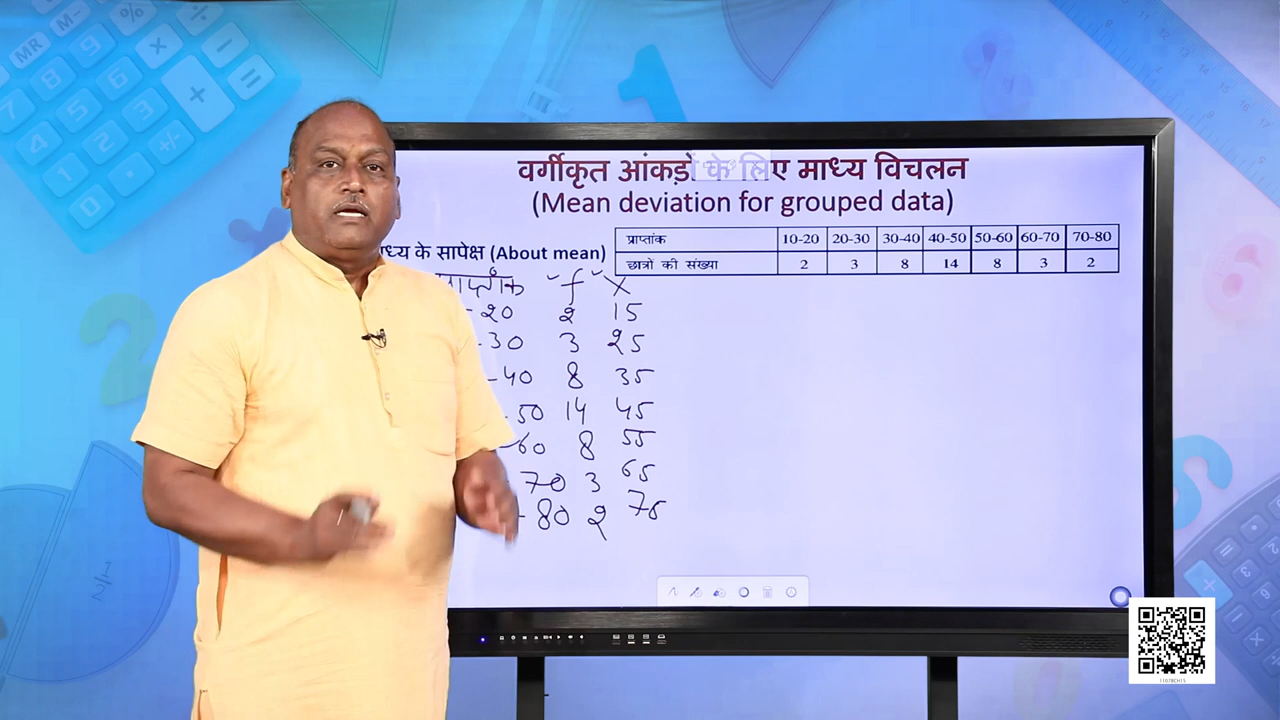 वर्गीकृत आंकड़ों के लिए माध्य विचलन
(Mean deviation for grouped data)
माध्य के सापेक्ष (About mean)
प्राप्तांक 10-20 20-30 30-40 40-50 50-60 60-70 70-80
छात्रों की संख्या 2 3 8 14 8 3 2
f X
-20 2 15
-30 3 25
-40 8 35
-50 14 45
-60 8 55
70 3 65
-80 2 75
11078CH15